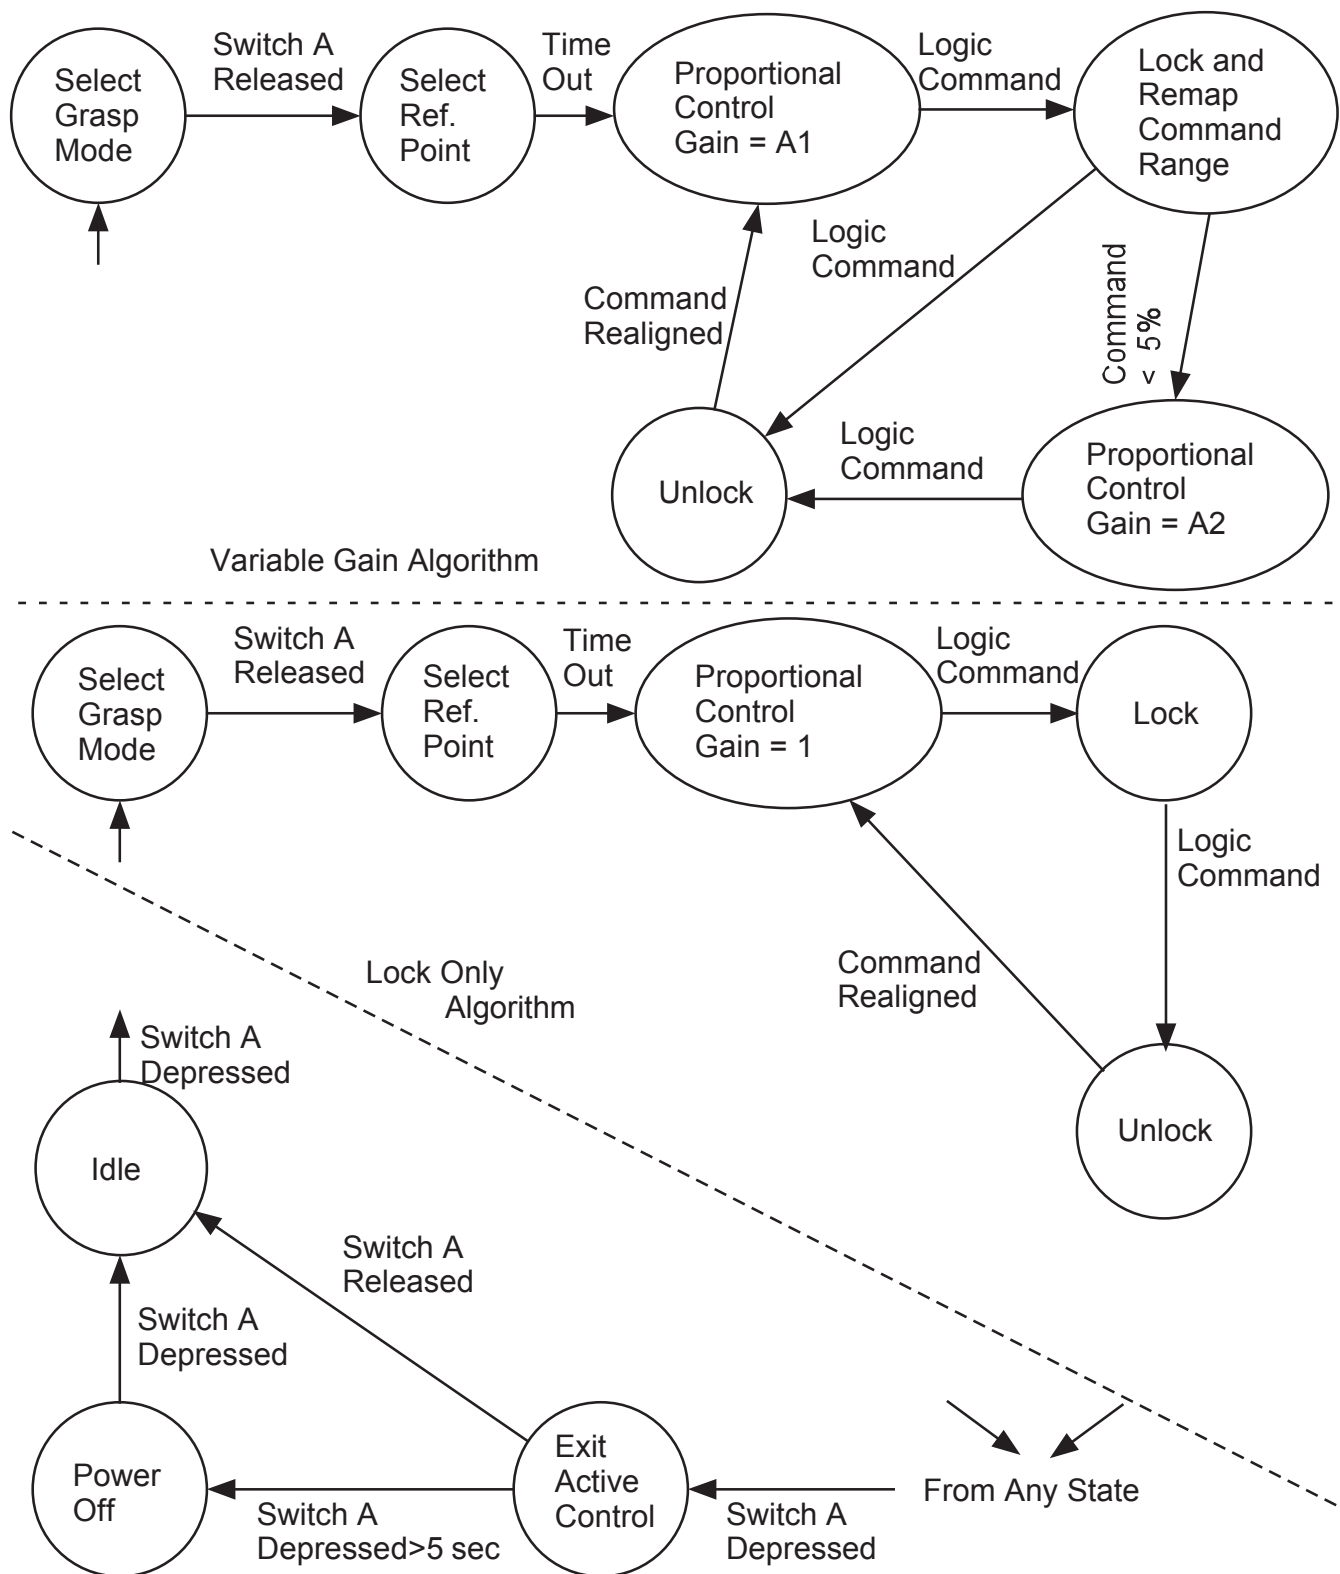 Select
Grasp
Mode
Switch A
Released
Select
Ref.
Point
Time
Out
Proportional
Control
Gain = A1
Logic
Command
Lock and
Remap
Command
Range
Logic
Command
Command
Realigned
Command
< 5%
Unlock
Logic
Command
Proportional
Control
Gain = A2
Variable Gain Algorithm
Select
Grasp
Mode
Switch A
Released
Select
Ref.
Point
Time
Out
Proportional
Control
Gain = 1
Logic
Command
Lock
Logic
Command
Command
Realigned
Unlock
Lock Only
Algorithm
Switch A
Depressed
Idle
Switch A
Released
Switch A
Depressed
Power
Off
Switch A
Depressed>5 sec
Exit
Active
Control
Switch A
Depressed
From Any State